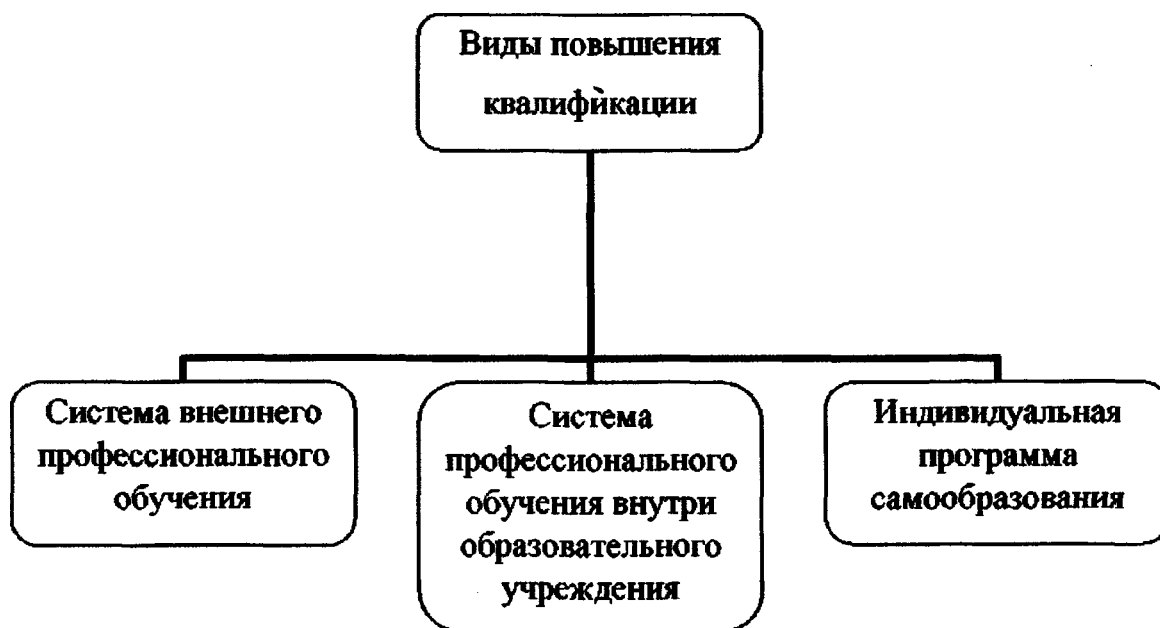 Виды повышения
квалификации
Система внешнего
профессионального
обучения
Система
профессионального
обучения внутри
образовательного
учреждения
Индивидуальная
программа
самообразования